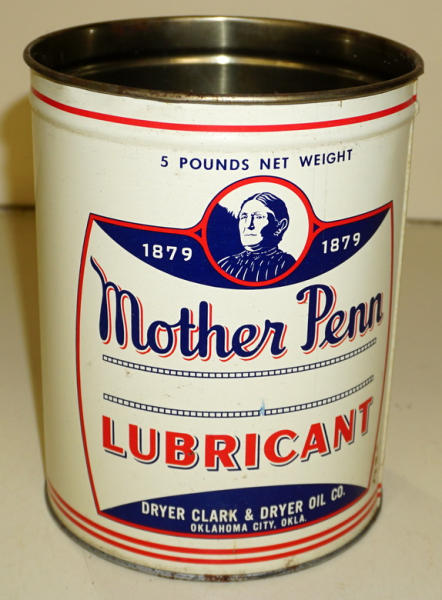 5 POUNDS NET WEIGHT
1879 1879
Mother Penn
LUBRICANT
DRYER CLARK & DRYER OIL CO.
OKLAHOMA CITY, OKLA.